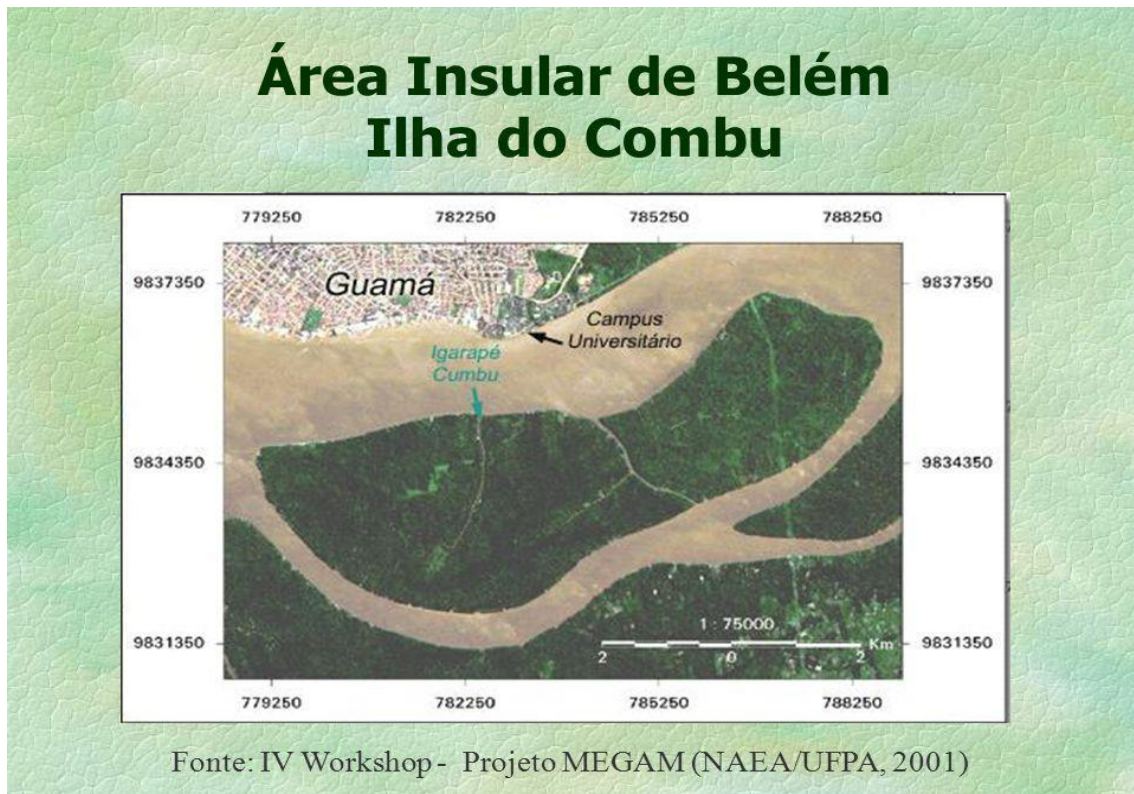 Área Insular de Belém
Ilha do Combu
779250 782250 785250 788250
9837350 9837350
Guamá
Campus
Universitário
Igarapé
Cumbu
9834350 9834350
1 : 75000
9831350 9831350
Km
2 0 2
779250 782250 785250 788250
Fonte: IV Workshop - Projeto MEGAM (NAEA/UFPA, 2001)